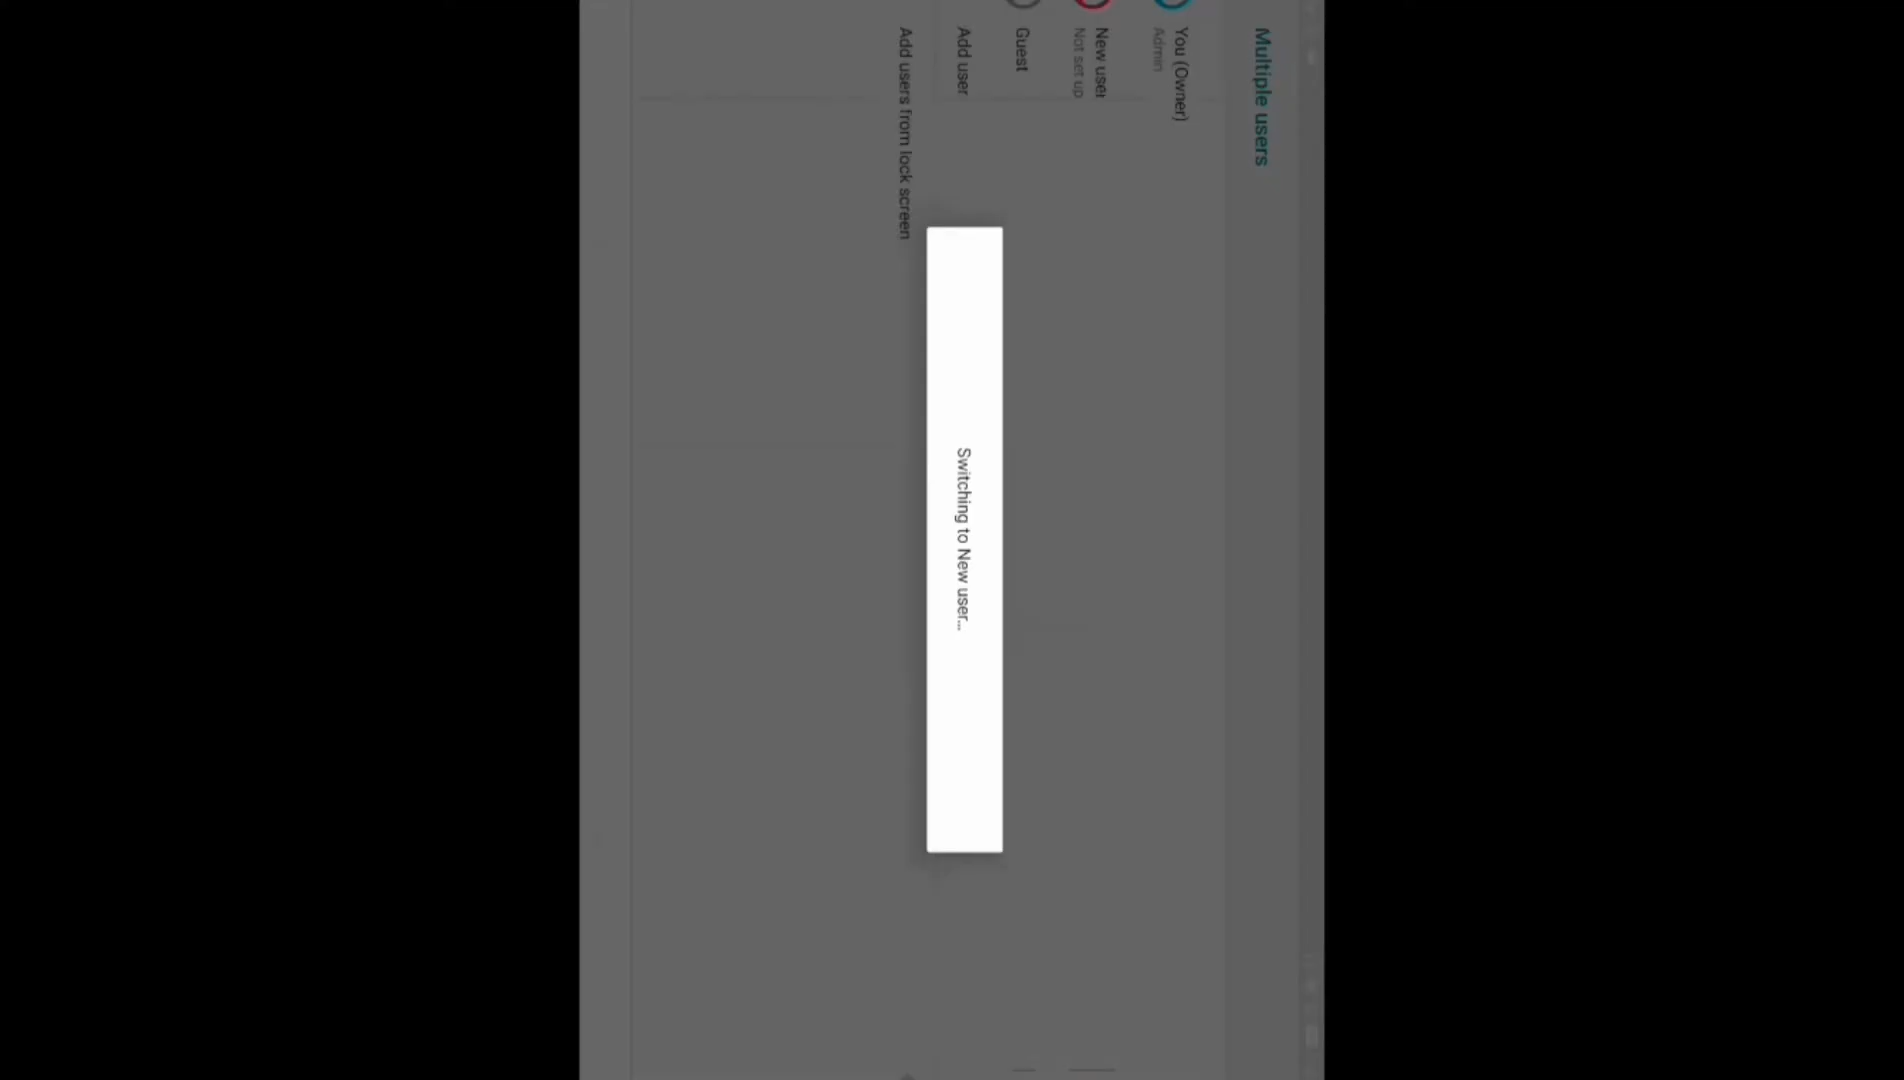 Multiple users
You (Owner)
Admin
New user
Not set up
Guest
Add user
Add users from lock screen
Switching to New user...